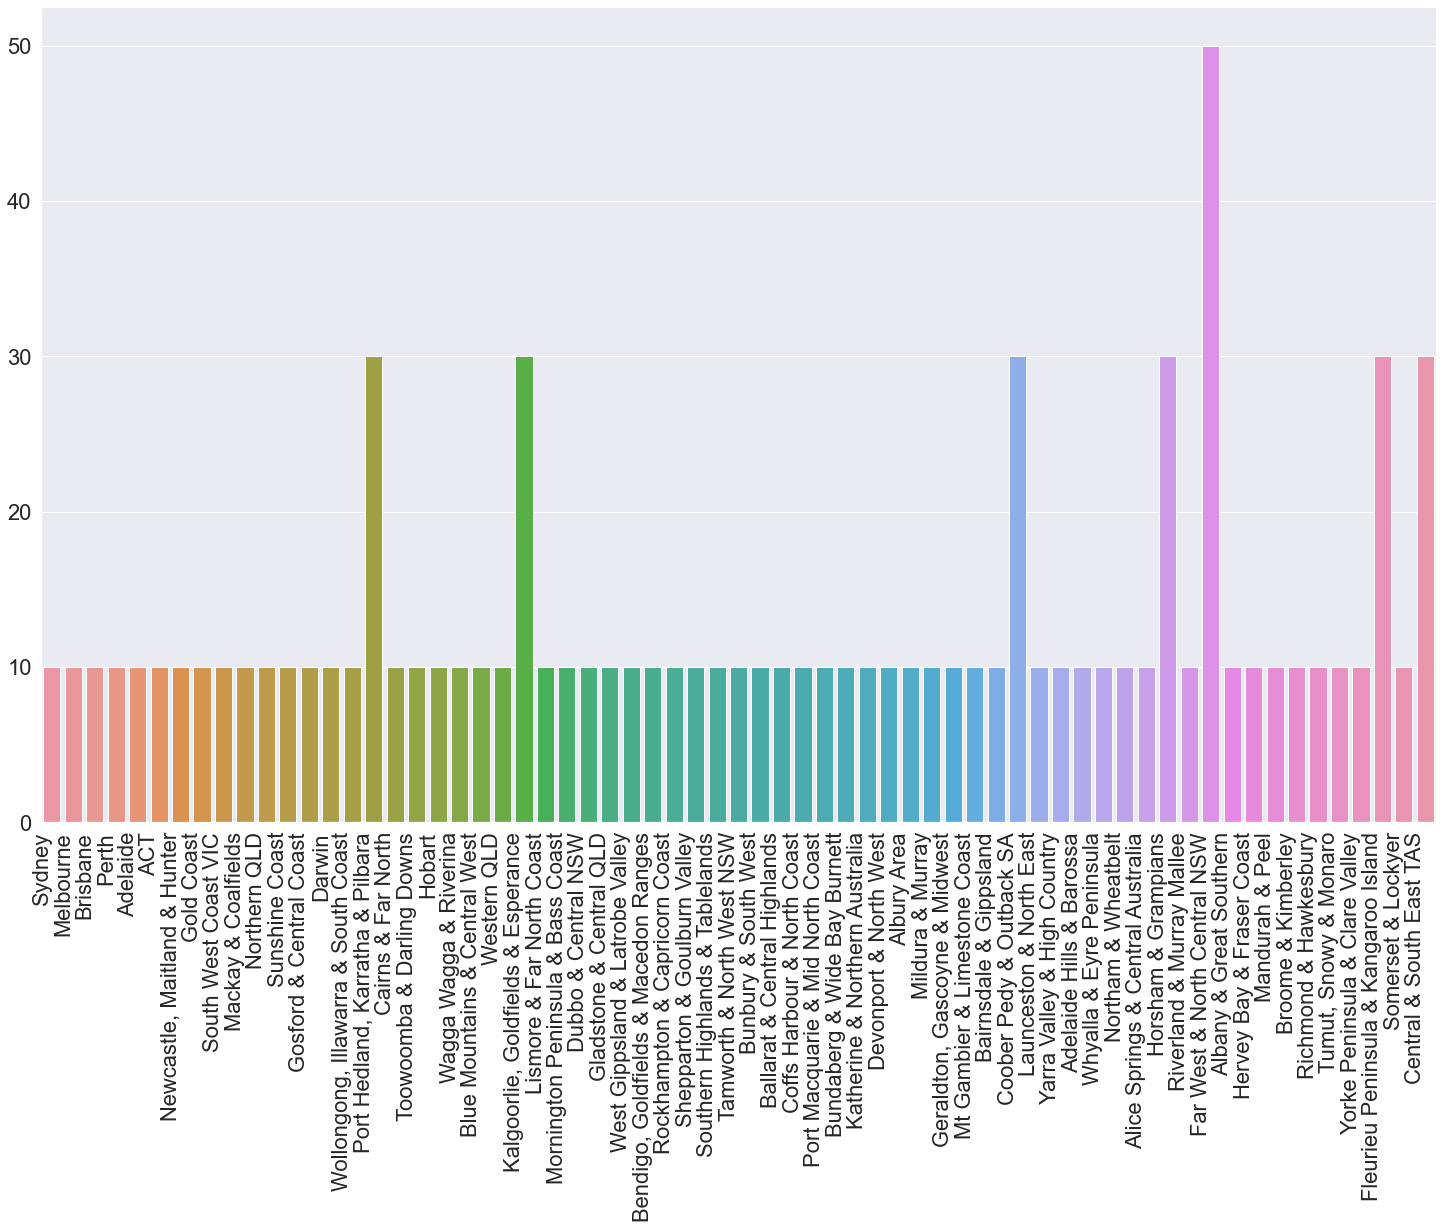 50
40
30
20
10
0
Sydney
Melbourne
Brisbane
Perth
Adelaide
ACT
Newcastle, Maitland & Hunter
Gold Coast
South West Coast VIC
Mackay & Coalfields
Northern QLD
Sunshine Coast
Gosford & Central Coast
Darwin
Wollongong, Illawarra & South Coast
Port Hedland, Karratha & Pilbara
Cairns & Far North
Toowoomba & Darling Downs
Hobart
Wagga Wagga & Riverina
Blue Mountains & Central West
Western QLD
Kalgoorlie, Goldfields & Esperance
Lismore & Far North Coast
Mornington Peninsula & Bass Coast
Dubbo & Central NSW
Gladstone & Central QLD
West Gippsland & Latrobe Valley
Bendigo, Goldfields & Macedon Ranges
Rockhampton & Capricorn Coast
Shepparton & Goulburn Valley
Southern Highlands & Tablelands
Tamworth & North West NSW
Bunbury & South West
Ballarat & Central Highlands
Coffs Harbour & North Coast
Port Macquarie & Mid North Coast
Bundaberg & Wide Bay Burnett
Katherine & Northern Australia
Devonport & North West
Albury Area
Mildura & Murray
Geraldton, Gascoyne & Midwest
Mt Gambier & Limestone Coast
Bairnsdale & Gippsland
Coober Pedy & Outback SA
Launceston & North East
Yarra Valley & High Country
Adelaide Hills & Barossa
Whyalla & Eyre Peninsula
Northam & Wheatbelt
Alice Springs & Central Australia
Horsham & Grampians
Riverland & Murray Mallee
Far West & North Central NSW
Albany & Great Southern
Hervey Bay & Fraser Coast
Mandurah & Peel
Broome & Kimberley
Richmond & Hawkesbury
Tumut, Snowy & Monaro
Yorke Peninsula & Clare Valley
Fleurieu Peninsula & Kangaroo Island
Somerset & Lockyer
Central & South East TAS